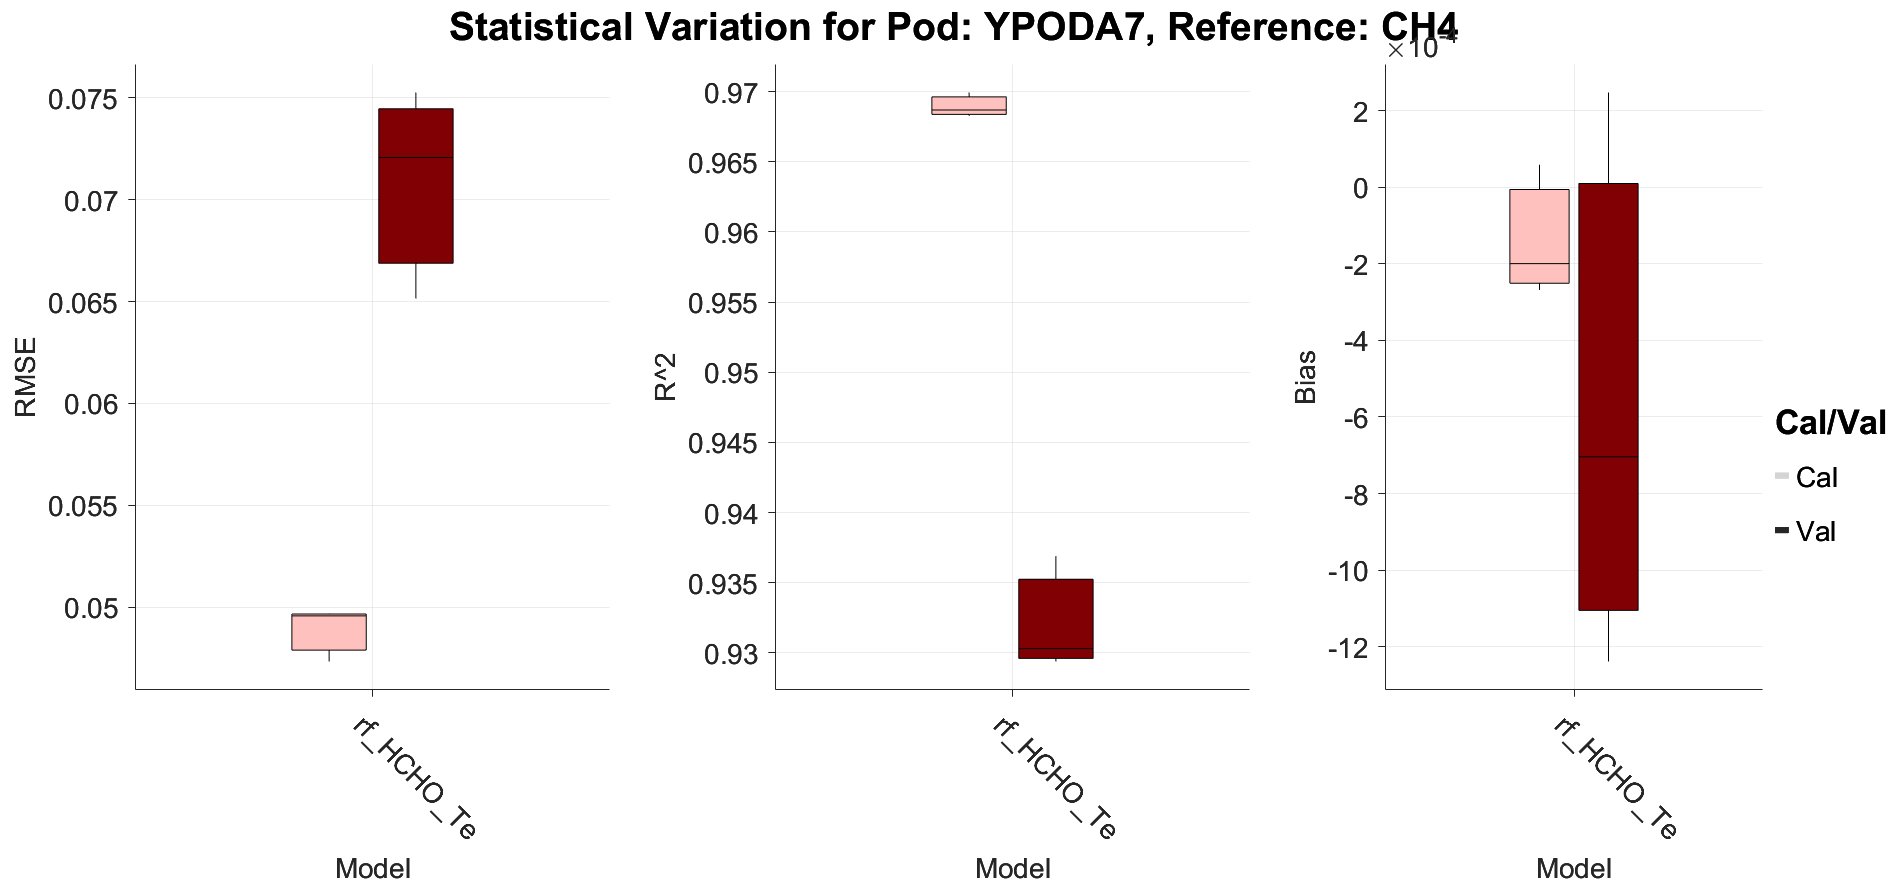 Statistical Variation for Pod: YPODA7, Reference: CH4
RMSE
0.075
0.07
0.065
0.06
0.055
0.05
rf_HCHO_Te
Model
R^2
0.97
0.965
0.96
0.955
0.95
0.945
0.94
0.935
0.93
rf_HCHO_Te
Model
×10-4
Bias
2
0
-2
-4
-6
-8
-10
-12
rf_HCHO_Te
Model
Cal/Val
Cal
Val